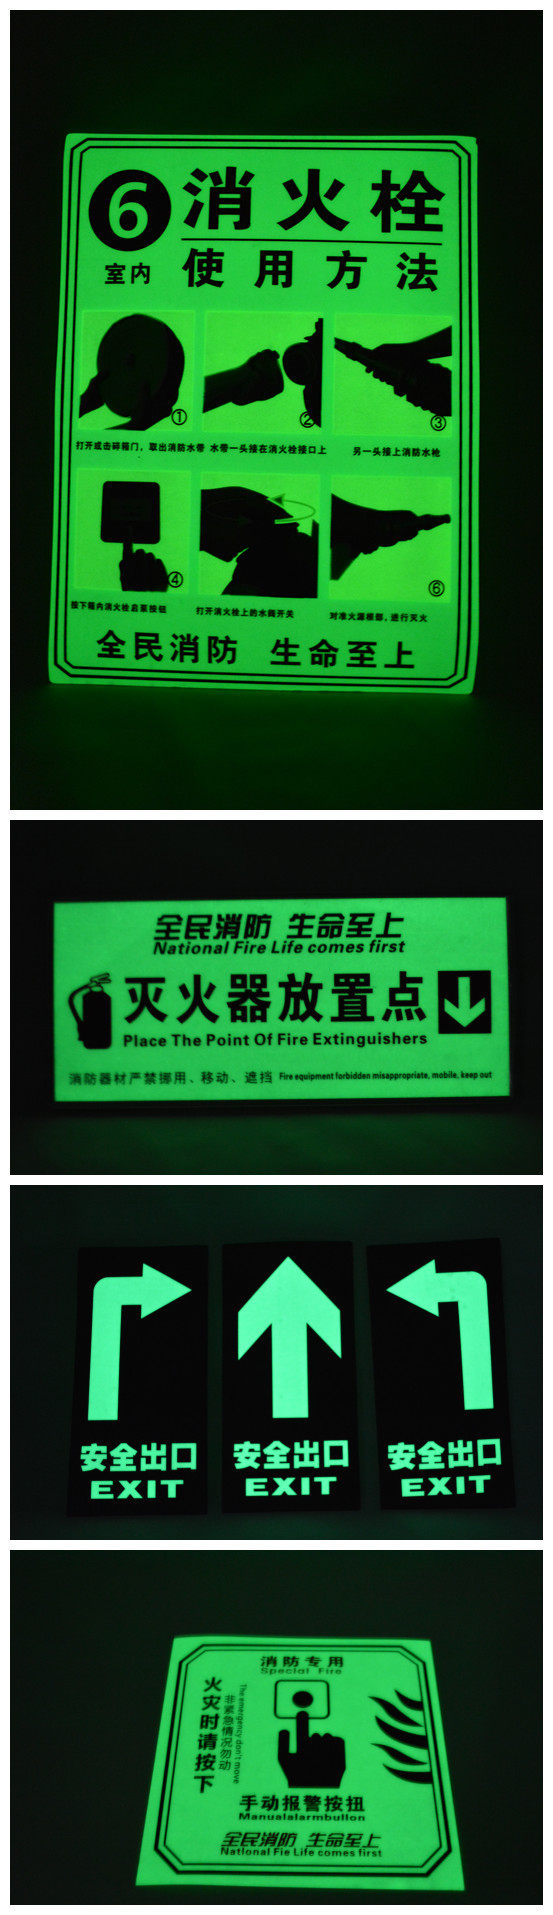 6 消火栓
室内 使用方法
① ② ③
打开或击碎箱门，取出消防水带 水带一头接在消火栓接口上 另一头接上消防水枪
④ ⑥
按下箱内消火栓启泵按钮 打开消火栓上的水阀开关 对准火源根部，进行灭火
全民消防 生命至上
全民消防 生命至上
National Fire Life comes first
灭火器放置点
Place The Point Of Fire Extinguishers
消防器材严禁挪用、移动、遮挡 Fire equipment forbidden misappropriate, mobile, keep out
安全出口 安全出口 安全出口
EXIT EXIT EXIT
消防专用
Special Fire
火灾时请按下
非紧急情况勿动
The emergency don't move
手动报警按扭
Manualalarmbullon
全民消防 生命至上
Natlonal Fie Life comes first